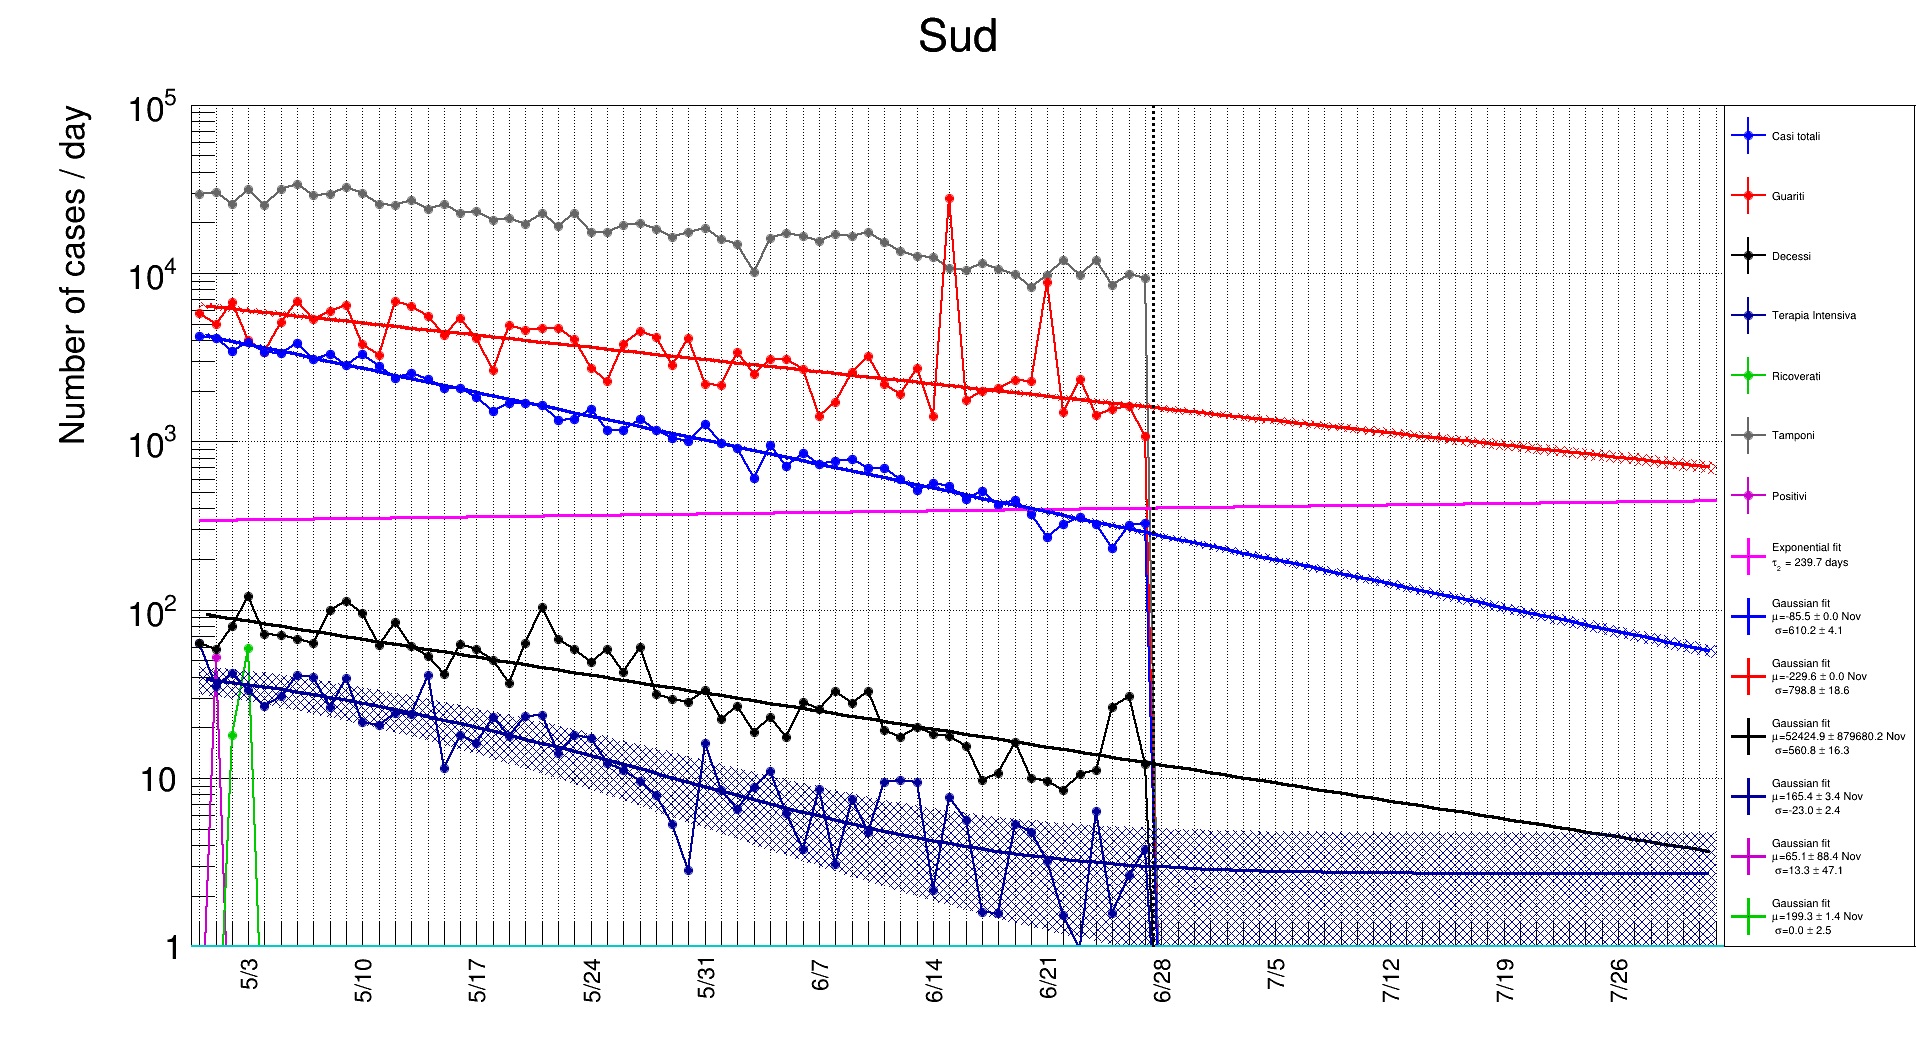 Sud
Number of cases / day
10^5
10^4
10^3
10^2
10
1
5/3
5/10
5/17
5/24
5/31
6/7
6/14
6/21
6/28
7/5
7/12
7/19
7/26
Casi totali
Guariti
Decessi
Terapia Intensiva
Ricoverati
Tamponi
Positivi
Exponential fit
τ₂ = 239.7 days
Gaussian fit
μ=-85.5 ± 0.0 Nov
σ=610.2 ± 4.1
Gaussian fit
μ=-229.6 ± 0.0 Nov
σ=798.8 ± 18.6
Gaussian fit
μ=52424.9 ± 879680.2 Nov
σ=560.8 ± 16.3
Gaussian fit
μ=165.4 ± 3.4 Nov
σ=-23.0 ± 2.4
Gaussian fit
μ=65.1 ± 88.4 Nov
σ=13.3 ± 47.1
Gaussian fit
μ=199.3 ± 1.4 Nov
σ=0.0 ± 2.5